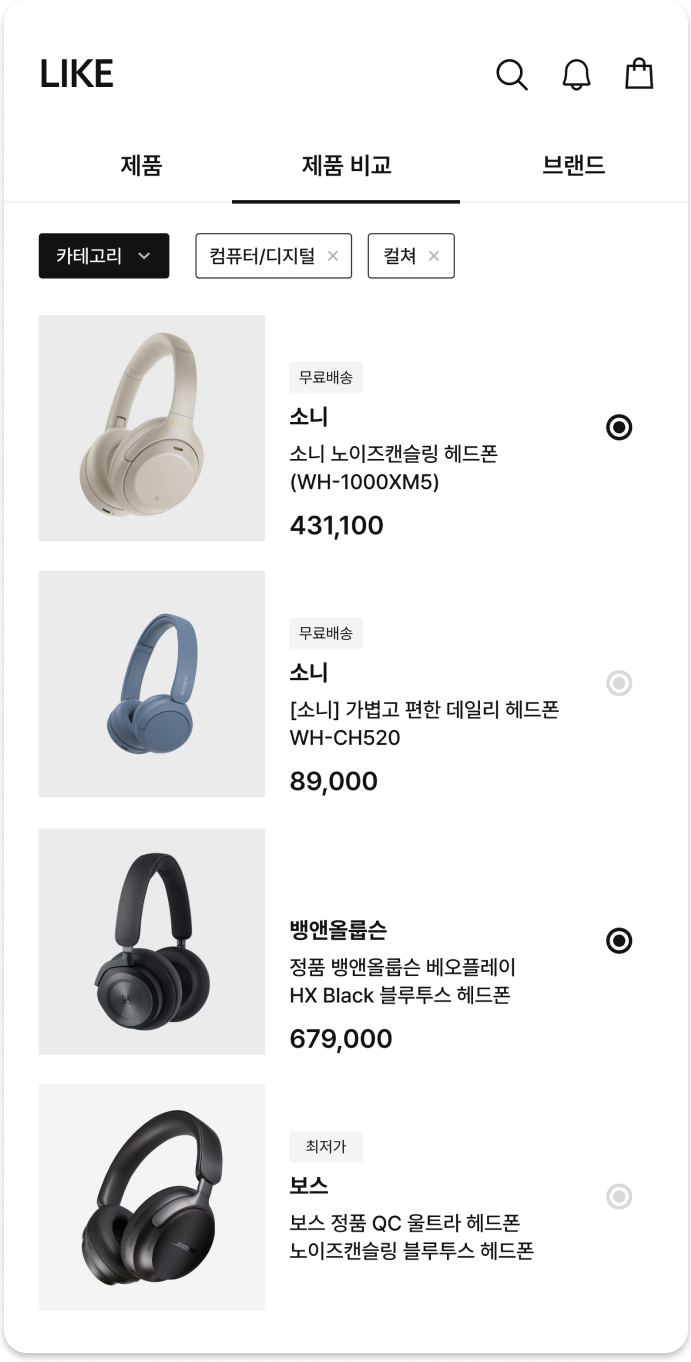 LIKE
제품 제품 비교 브랜드
카테고리 컴퓨터/디지털 컬쳐
무료배송
소니
소니 노이즈캔슬링 헤드폰
(WH-1000XM5)
431,100
무료배송
소니
[소니] 가볍고 편한 데일리 헤드폰
WH-CH520
89,000
뱅앤올룹슨
정품 뱅앤올룹슨 베오플레이
HX Black 블루투스 헤드폰
679,000
최저가
보스
보스 정품 QC 울트라 헤드폰
노이즈캔슬링 블루투스 헤드폰